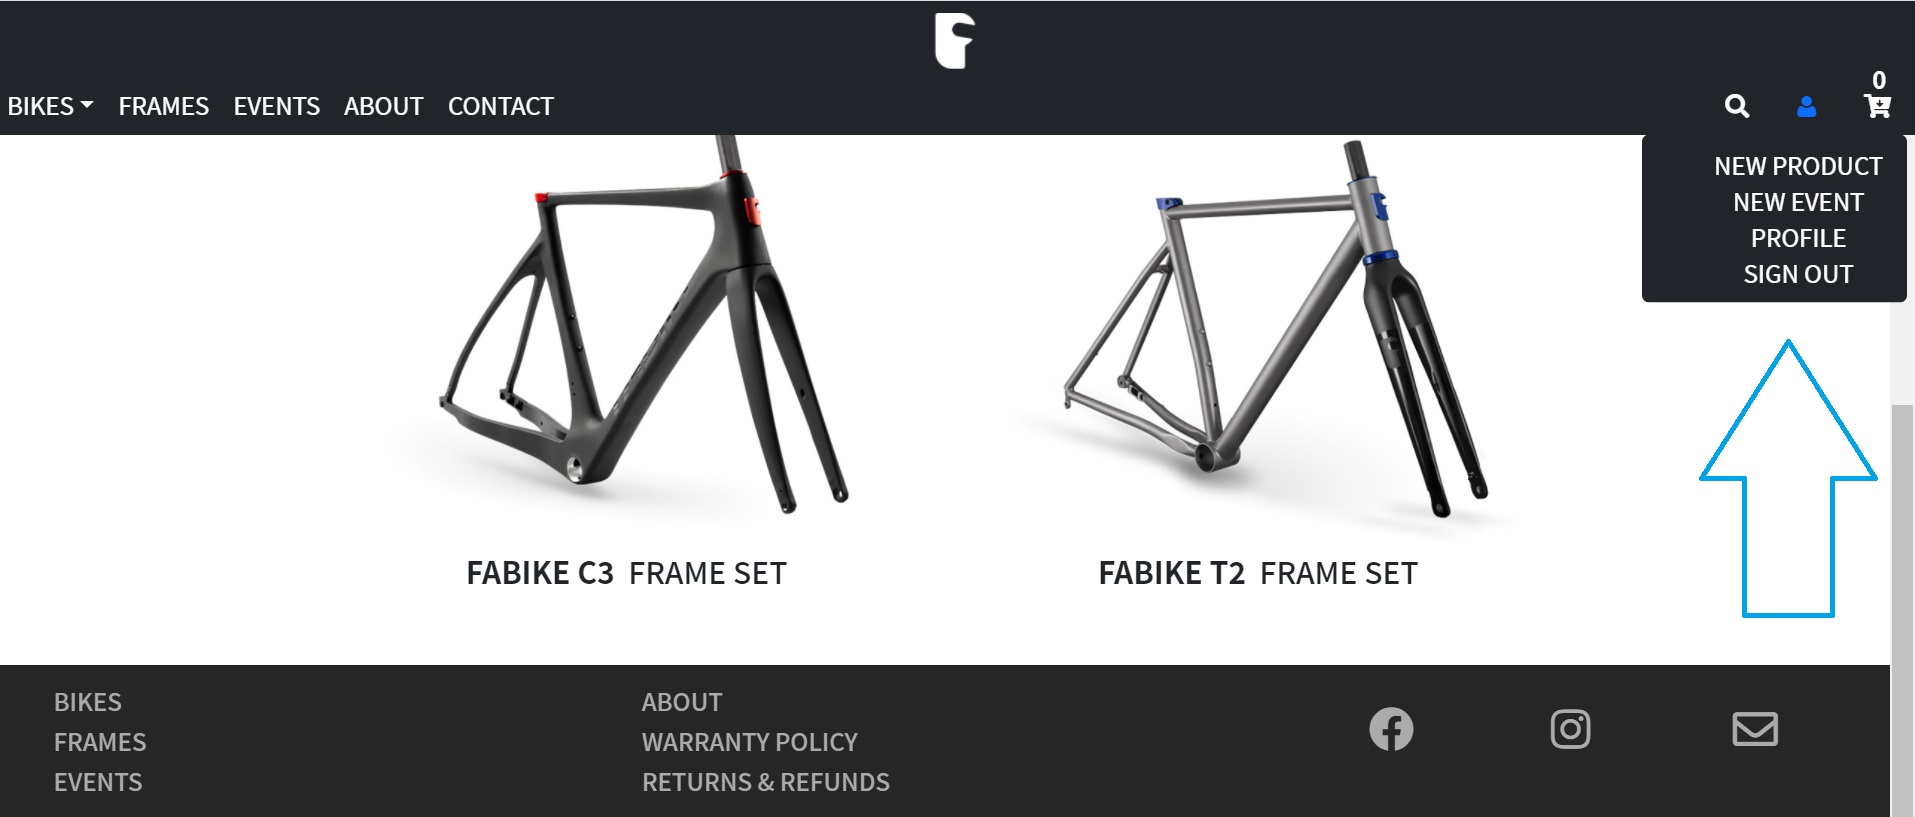 BIKES FRAMES EVENTS ABOUT CONTACT
0
NEW PRODUCT
NEW EVENT
PROFILE
SIGN OUT
FABIKE C3 FRAME SET
FABIKE T2 FRAME SET
BIKES
FRAMES
EVENTS
ABOUT
WARRANTY POLICY
RETURNS & REFUNDS